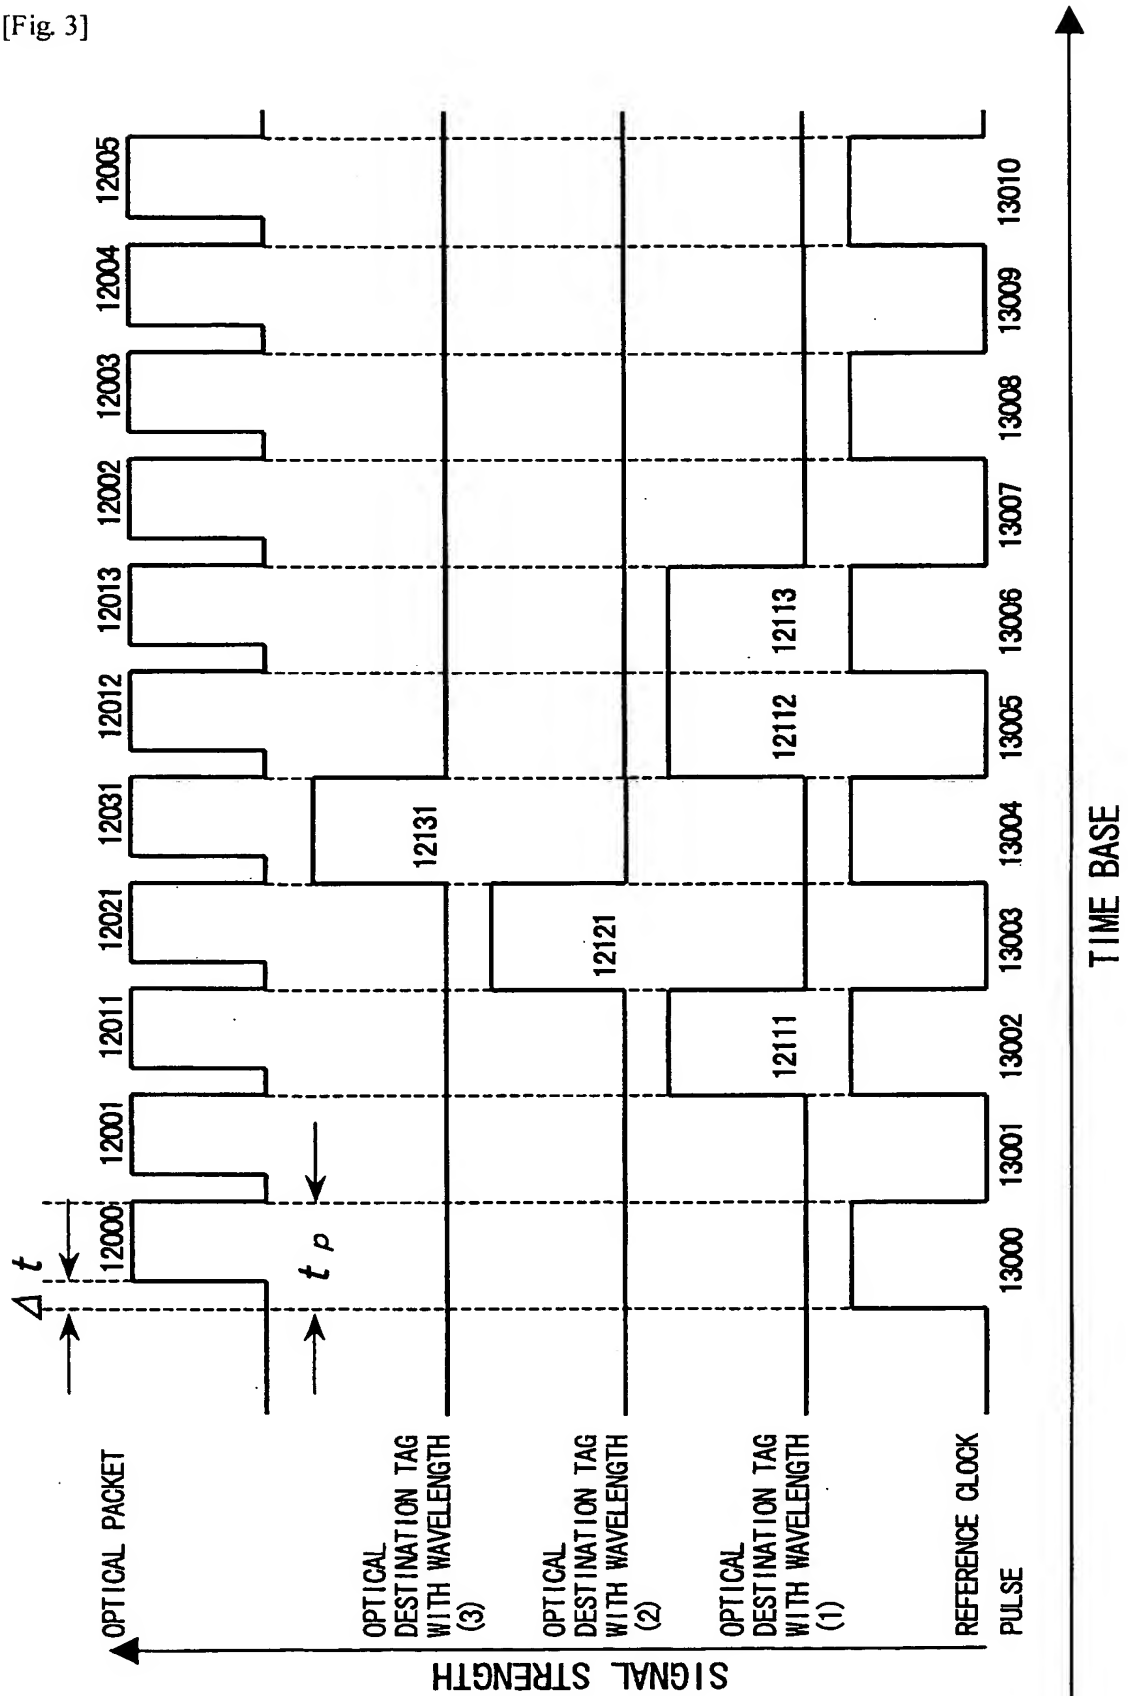 [Fig. 3]
SIGNAL STRENGTH
OPTICAL PACKET
Δ t
12000
12001
12011
12021
12031
12012
12013
12002
12003
12004
12005
t p
OPTICAL
DESTINATION TAG
WITH WAVELENGTH
(3)
12131
OPTICAL
DESTINATION TAG
WITH WAVELENGTH
(2)
12121
OPTICAL
DESTINATION TAG
WITH WAVELENGTH
(1)
12111
12112
12113
REFERENCE CLOCK
PULSE
13000
13001
13002
13003
13004
13005
13006
13007
13008
13009
13010
TIME BASE